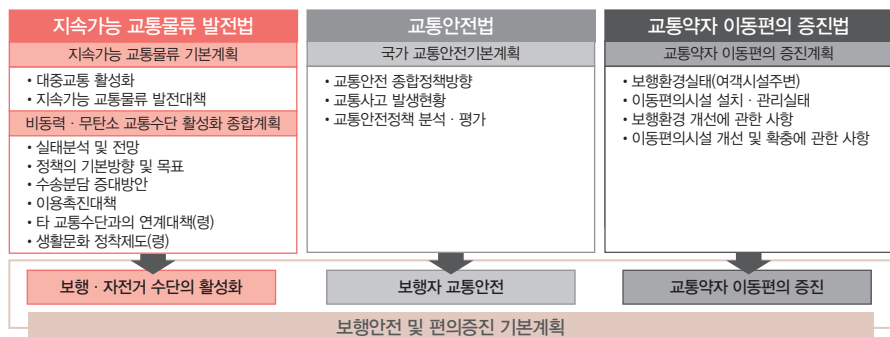 지속가능 교통물류 발전법
지속가능 교통물류 기본계획
• 대중교통 활성화
• 지속가능 교통물류 발전대책
비동력 · 무탄소 교통수단 활성화 종합계획
• 실태분석 및 전망
• 정책의 기본방향 및 목표
• 수송분담 증대방안
• 이용촉진대책
• 타 교통수단과의 연계대책(령)
• 생활문화 정착제도(령)
보행 · 자전거 수단의 활성화
교통안전법
국가 교통안전기본계획
• 교통안전 종합정책방향
• 교통사고 발생현황
• 교통안전정책 분석 · 평가
보행자 교통안전
교통약자 이동편의 증진법
교통약자 이동편의 증진계획
• 보행환경실태(여객시설주변)
• 이동편의시설 설치 · 관리실태
• 보행환경 개선에 관한 사항
• 이동편의시설 개선 및 확충에 관한 사항
교통약자 이동편의 증진
보행안전 및 편의증진 기본계획